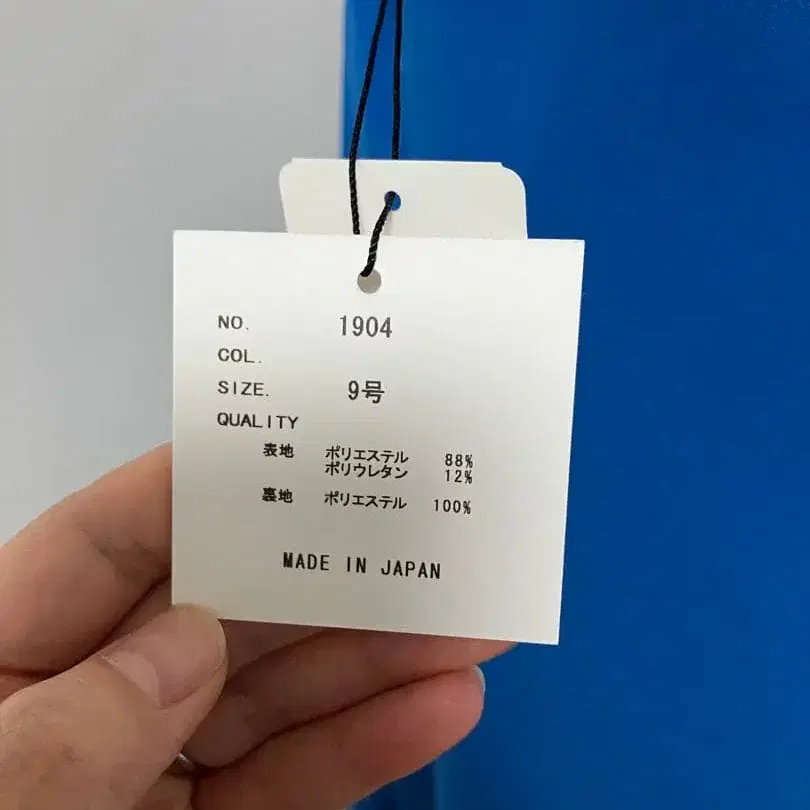 NO. 1904
COL.
SIZE. 9号
QUALITY
表地 ポリエステル 88%
ポリウレタン 12%
裏地 ポリエステル 100%
MADE IN JAPAN